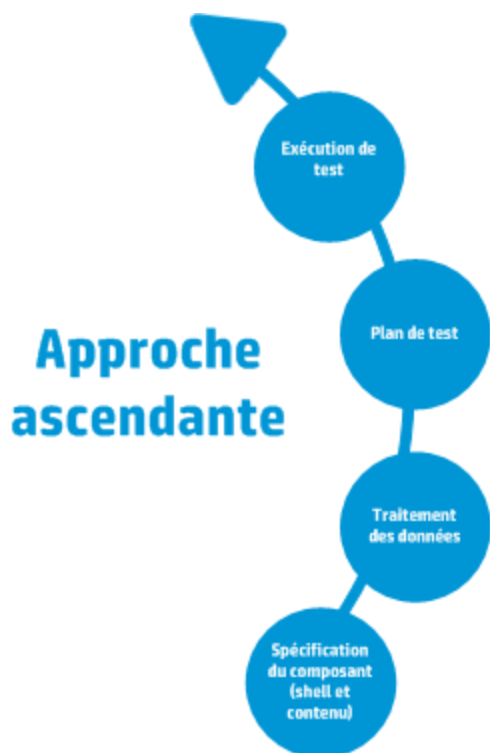 Exécution de
test
Plan de test
Approche
ascendante
Traitement
des données
Spécification
du composant
(shell et
contenu)